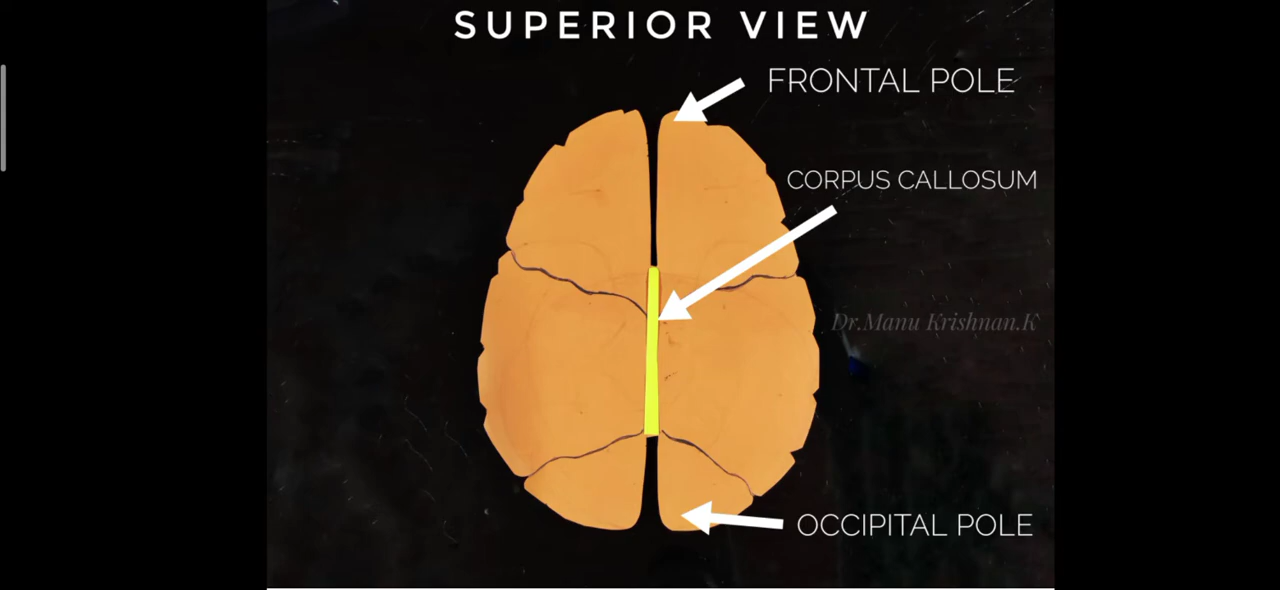 SUPERIOR VIEW
FRONTAL POLE
CORPUS CALLOSUM
Dr.Manu Krishnan.K
OCCIPITAL POLE